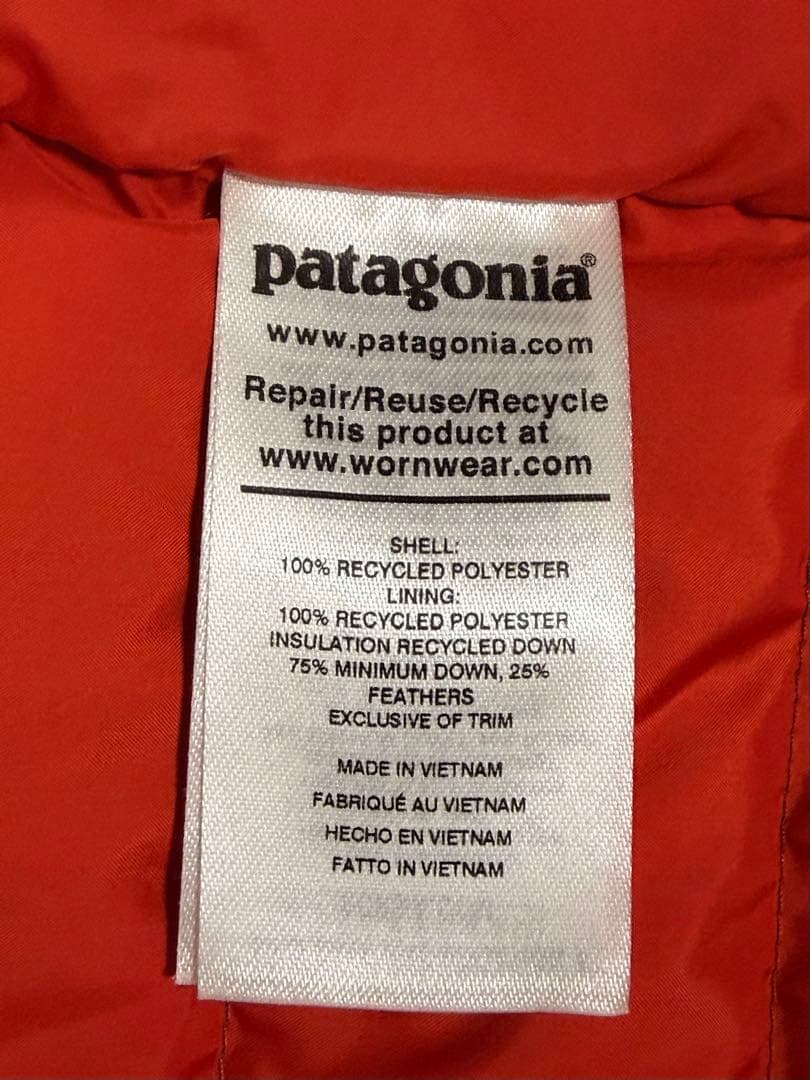 patagonia®
www.patagonia.com
Repair/Reuse/Recycle
this product at
www.wornwear.com
SHELL:
100% RECYCLED POLYESTER
LINING:
100% RECYCLED POLYESTER
INSULATION RECYCLED DOWN
75% MINIMUM DOWN, 25%
FEATHERS
EXCLUSIVE OF TRIM
MADE IN VIETNAM
FABRIQUÉ AU VIETNAM
HECHO EN VIETNAM
FATTO IN VIETNAM